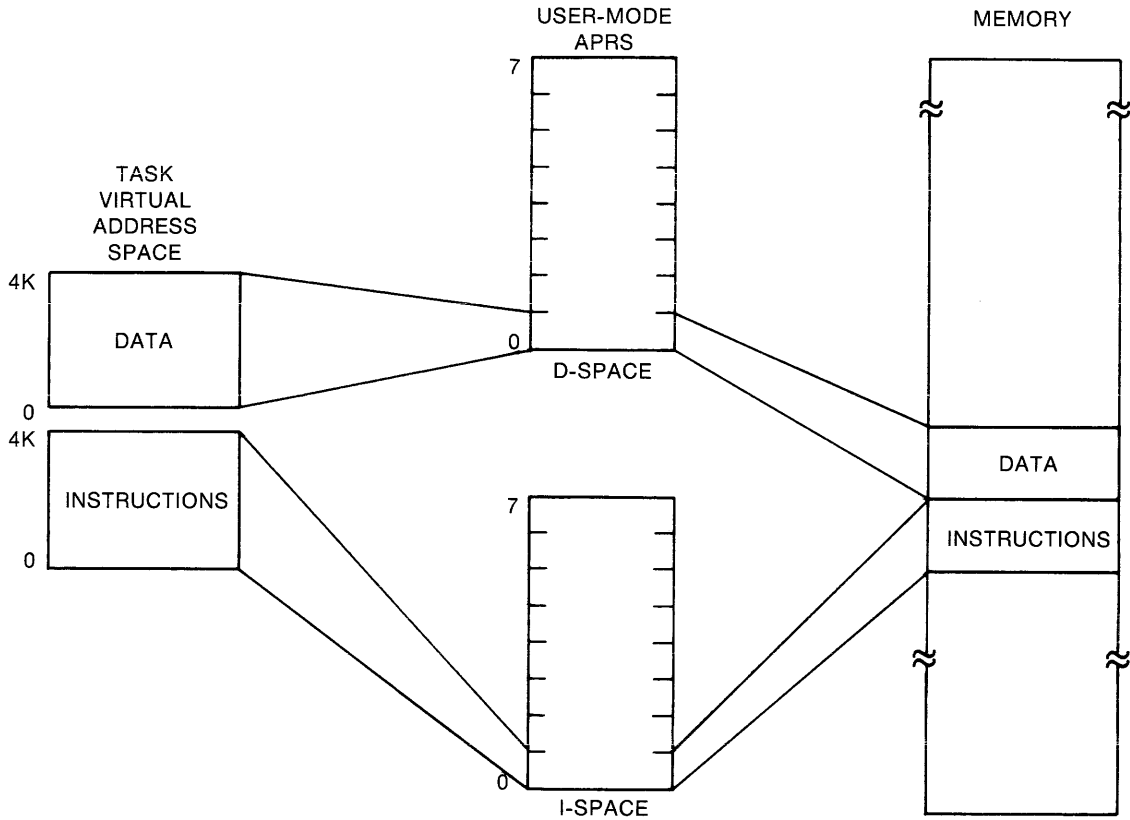 USER-MODE
APRS
MEMORY
7
TASK
VIRTUAL
ADDRESS
SPACE
4K
DATA
0
0
D-SPACE
4K
INSTRUCTIONS
0
DATA
INSTRUCTIONS
7
0
I-SPACE